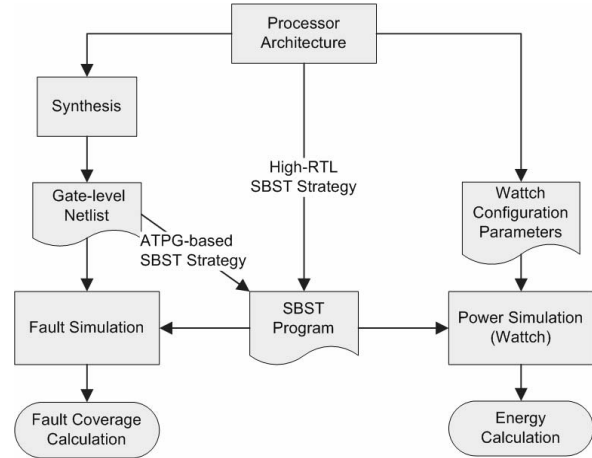 Processor
Architecture
Synthesis
High-RTL
SBST Strategy
Gate-level
Netlist
ATPG-based
SBST Strategy
Wattch
Configuration
Parameters
Fault Simulation
SBST
Program
Power Simulation
(Wattch)
Fault Coverage
Calculation
Energy
Calculation